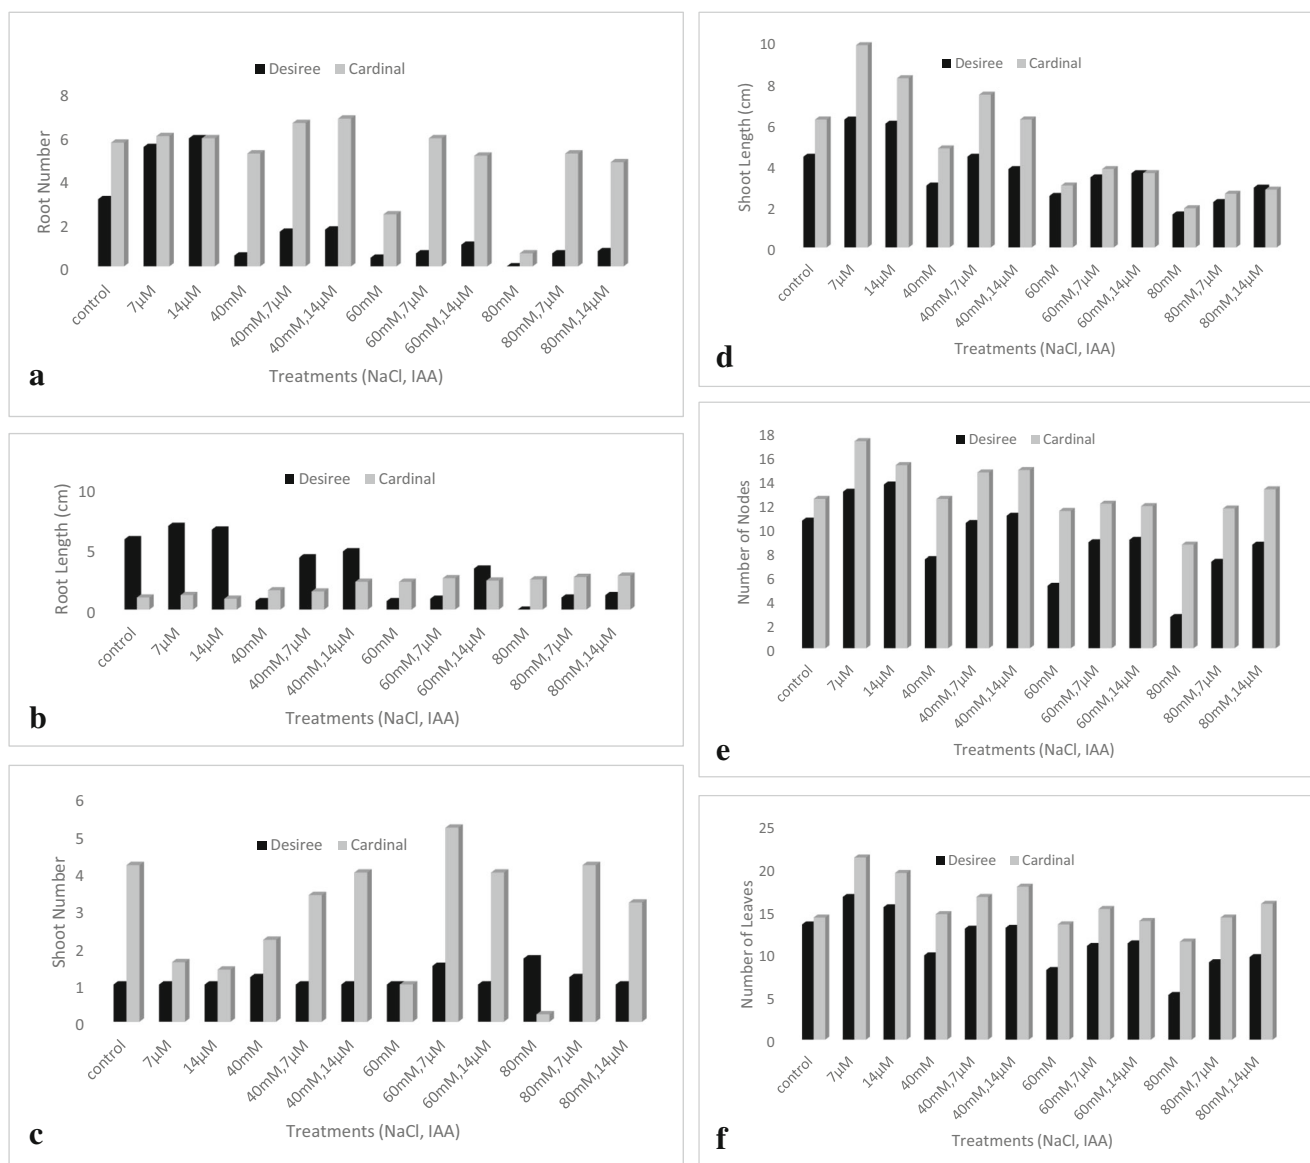 Desiree Cardinal
8
6
4
2
0
Root Number
control 7µM 14µM 40mM 40mM,7µM 40mM,14µM 60mM 60mM,7µM 60mM,14µM 80mM 80mM,7µM 80mM,14µM
Treatments (NaCl, IAA)
a
Desiree Cardinal
10
5
0
Root Length (cm)
control 7µM 14µM 40mM 40mM,7µM 40mM,14µM 60mM 60mM,7µM 60mM,14µM 80mM 80mM,7µM 80mM,14µM
Treatments (NaCl, IAA)
b
6
5
4
3
2
1
0
Desiree Cardinal
Shoot Number
control 7µM 14µM 40mM 40mM,7µM 40mM,14µM 60mM 60mM,7µM 60mM,14µM 80mM 80mM,7µM 80mM,14µM
Treatments (NaCl, IAA)
c
10
8
6
4
2
0
Desiree Cardinal
Shoot Length (cm)
control 7µM 14µM 40mM 40mM,7µM 40mM,14µM 60mM 60mM,7µM 60mM,14µM 80mM 80mM,7µM 80mM,14µM
Treatments (NaCl, IAA)
d
18
16
14
12
10
8
6
4
2
0
Desiree Cardinal
Number of Nodes
control 7µM 14µM 40mM 40mM,7µM 40mM,14µM 60mM 60mM,7µM 60mM,14µM 80mM 80mM,7µM 80mM,14µM
Treatments (NaCl, IAA)
e
25
20
15
10
5
0
Desiree Cardinal
Number of Leaves
control 7µM 14µM 40mM 40mM,7µM 40mM,14µM 60mM 60mM,7µM 60mM,14µM 80mM 80mM,7µM 80mM,14µM
Treatments (NaCl, IAA)
f